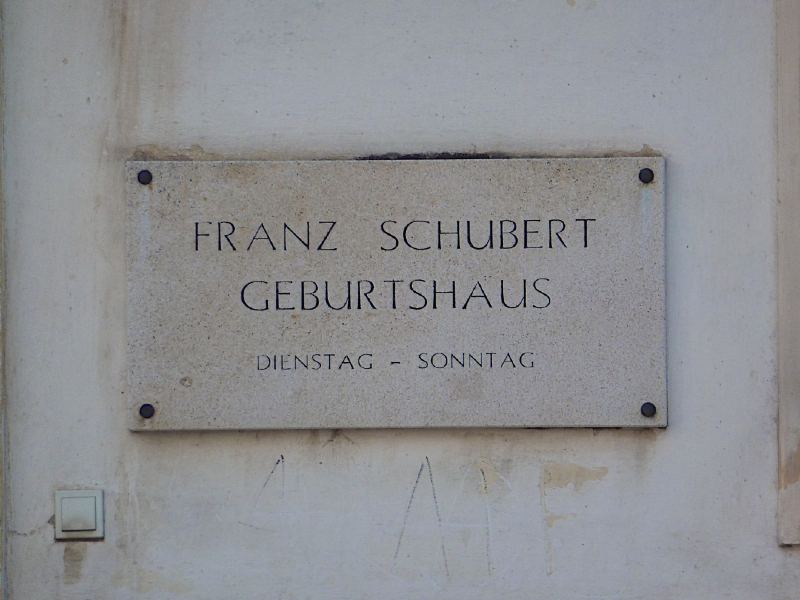 FRANZ SCHUBERT
GEBURTSHAUS
DIENSTAG – SONNTAG